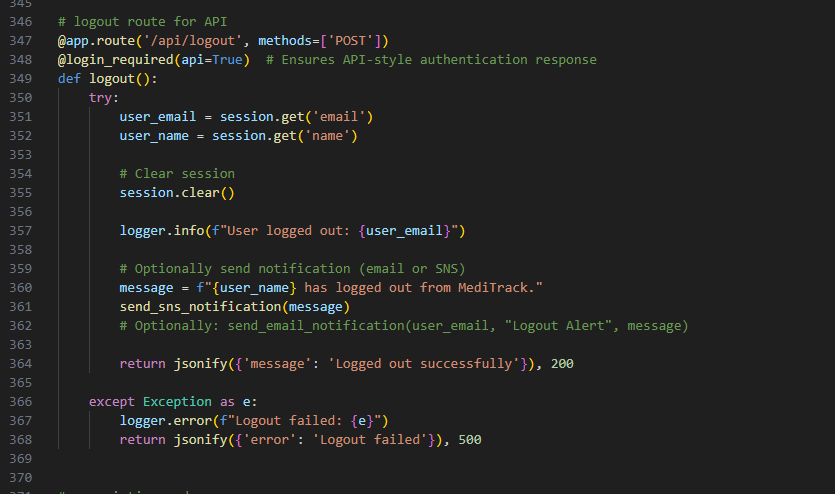 345
346 # logout route for API
347 @app.route('/api/logout', methods=['POST'])
348 @login_required(api=True)  # Ensures API-style authentication response
349 def logout():
350     try:
351         user_email = session.get('email')
352         user_name = session.get('name')
353
354         # Clear session
355         session.clear()
356
357         logger.info(f"User logged out: {user_email}")
358
359         # Optionally send notification (email or SNS)
360         message = f"{user_name} has logged out from MediTrack."
361         send_sns_notification(message)
362         # Optionally: send_email_notification(user_email, "Logout Alert", message)
363
364         return jsonify({'message': 'Logged out successfully'}), 200
365
366     except Exception as e:
367         logger.error(f"Logout failed: {e}")
368         return jsonify({'error': 'Logout failed'}), 500
369
370